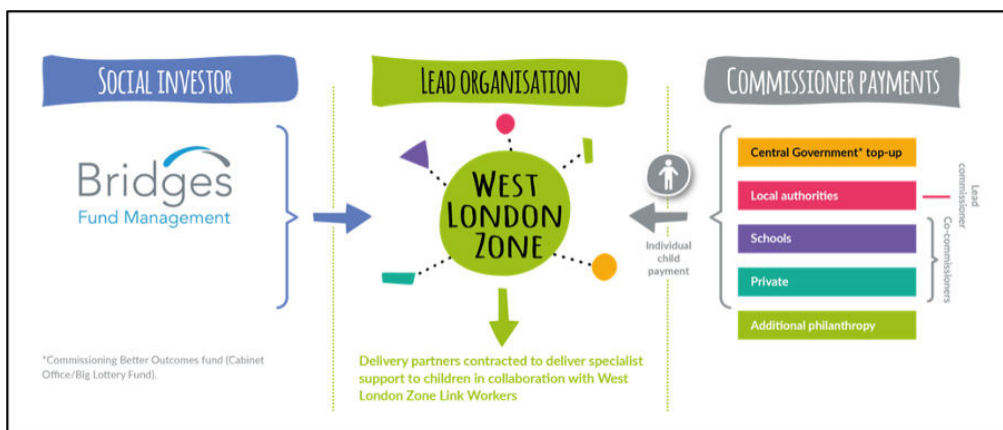 SOCIAL INVESTOR
Bridges
Fund Management
*Commissioning Better Outcomes fund (Cabinet
Office/Big Lottery Fund).
LEAD ORGANISATION
WEST
LONDON
ZONE
Delivery partners contracted to deliver specialist
support to children in collaboration with West
London Zone Link Workers
Individual
child
payment
COMMISSIONER PAYMENTS
Central Government* top-up
Local authorities
Schools
Private
Additional philanthropy
Lead
commissioner
Co-commissioners